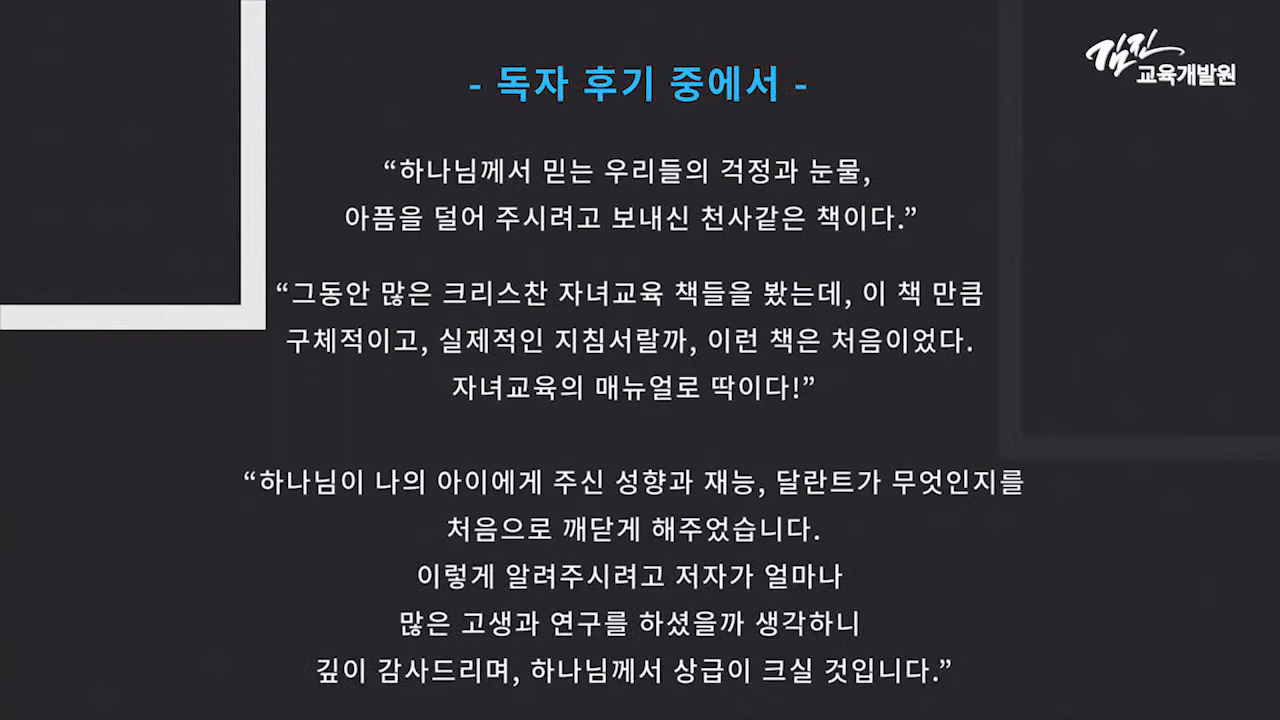 김진
교육개발원
- 독자 후기 중에서 -
“하나님께서 믿는 우리들의 걱정과 눈물,
아픔을 덜어 주시려고 보내신 천사같은 책이다.”
“그동안 많은 크리스찬 자녀교육 책들을 봤는데, 이 책 만큼
구체적이고, 실제적인 지침서랄까, 이런 책은 처음이었다.
자녀교육의 매뉴얼로 딱이다!”
“하나님이 나의 아이에게 주신 성향과 재능, 달란트가 무엇인지를
처음으로 깨닫게 해주었습니다.
이렇게 알려주시려고 저자가 얼마나
많은 고생과 연구를 하셨을까 생각하니
깊이 감사드리며, 하나님께서 상급이 크실 것입니다.”